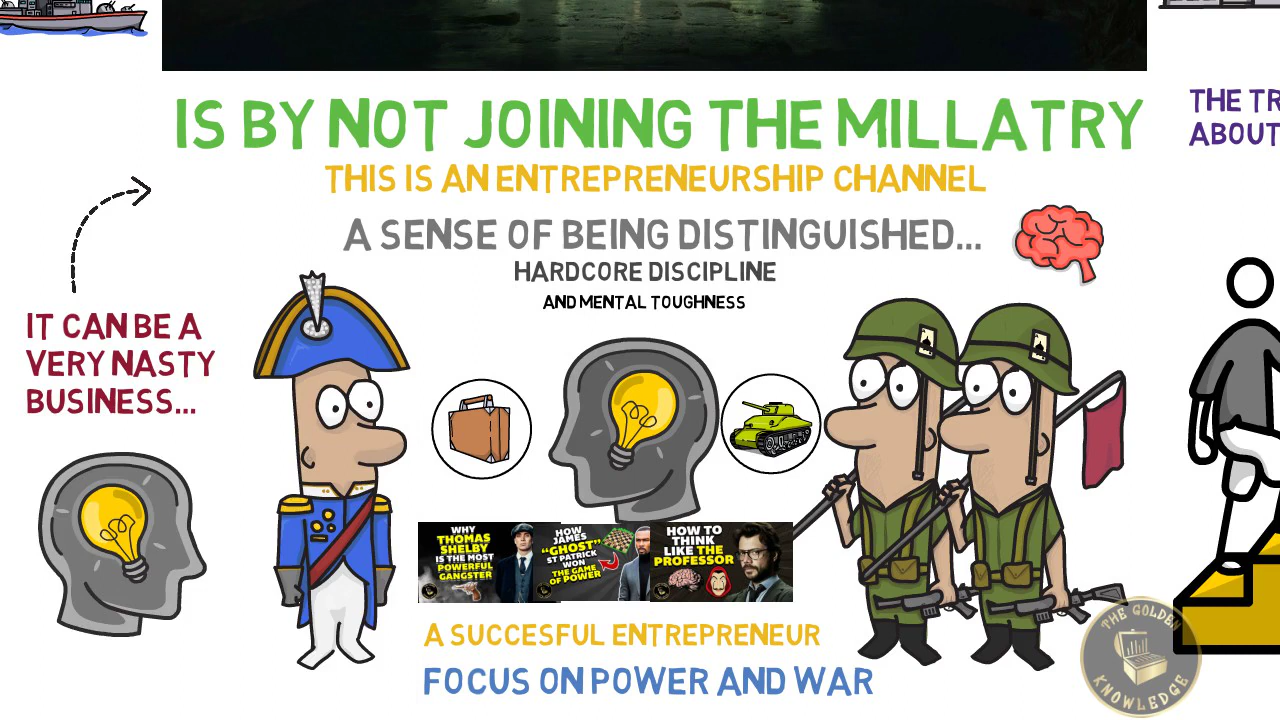 IS BY NOT JOINING THE MILLATRY
THIS IS AN ENTREPRENEURSHIP CHANNEL
THE TR
ABOUT
A SENSE OF BEING DISTINGUISHED...
HARDCORE DISCIPLINE
AND MENTAL TOUGHNESS
IT CAN BE A
VERY NASTY
BUSINESS...
WHY
THOMAS
SHELBY
IS THE MOST
POWERFUL
GANGSTER
HOW
JAMES
"GHOST"
ST PATRICK
WON
THE GAME
OF POWER
HOW TO
THINK
LIKE THE
PROFESSOR
A SUCCESFUL ENTREPRENEUR
FOCUS ON POWER AND WAR
THE GOLDEN
KNOWLEDGE